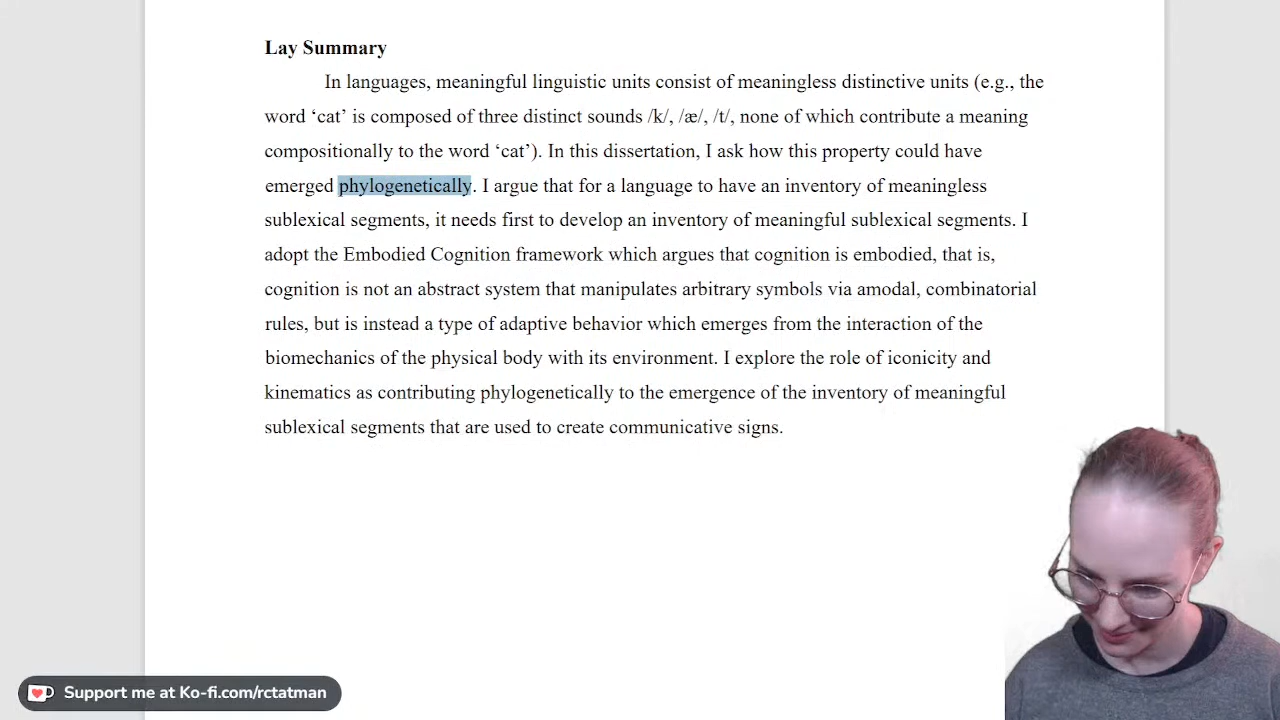 Lay Summary
In languages, meaningful linguistic units consist of meaningless distinctive units (e.g., the
word ‘cat’ is composed of three distinct sounds /k/, /æ/, /t/, none of which contribute a meaning
compositionally to the word ‘cat’). In this dissertation, I ask how this property could have
emerged phylogenetically. I argue that for a language to have an inventory of meaningless
sublexical segments, it needs first to develop an inventory of meaningful sublexical segments. I
adopt the Embodied Cognition framework which argues that cognition is embodied, that is,
cognition is not an abstract system that manipulates arbitrary symbols via amodal, combinatorial
rules, but is instead a type of adaptive behavior which emerges from the interaction of the
biomechanics of the physical body with its environment. I explore the role of iconicity and
kinematics as contributing phylogenetically to the emergence of the inventory of meaningful
sublexical segments that are used to create communicative signs.
Support me at Ko-fi.com/rctatman